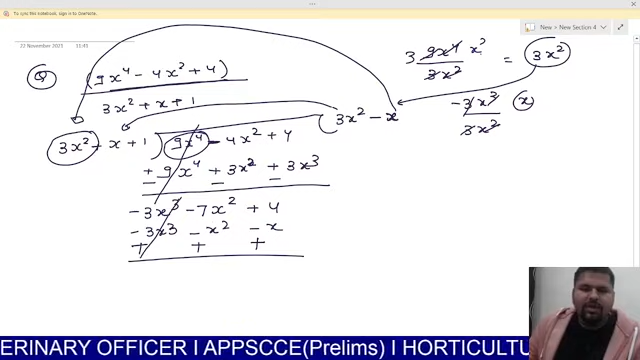 To sync this notebook, sign in to OneNote.
New › New Section 4
22 November 2021 11:45
Q (9x⁴ - 4x² + 4)
3x² + x + 1
3 9x⁴ x² / 3x² = 3x²
-3x³ / 3x² x
3x² - x
3x² - x + 1 ) 9x⁴ - 4x² + 4
+ 9x⁴ + 3x² + 3x³
- - -
- 3x³ - 7x² + 4
- 3x3 - x² - x
+ + +
ERINARY OFFICER I APPSCCE(Prelims) I HORTICULTU